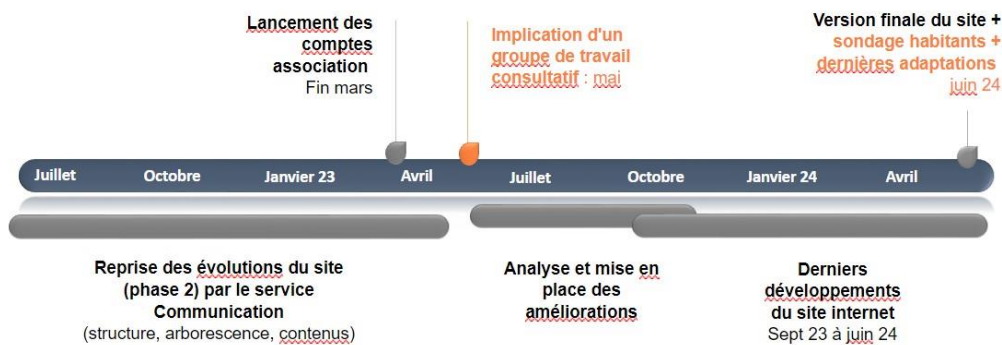 Lancement des
comptes
association
Fin mars
Implication d'un
groupe de travail
consultatif : mai
Version finale du site +
sondage habitants +
dernières adaptations
juin 24
Juillet
Octobre
Janvier 23
Avril
Juillet
Octobre
Janvier 24
Avril
Reprise des évolutions du site
(phase 2) par le service
Communication
(structure, arborescence, contenus)
Analyse et mise en
place des
améliorations
Derniers
développements
du site internet
Sept 23 à juin 24